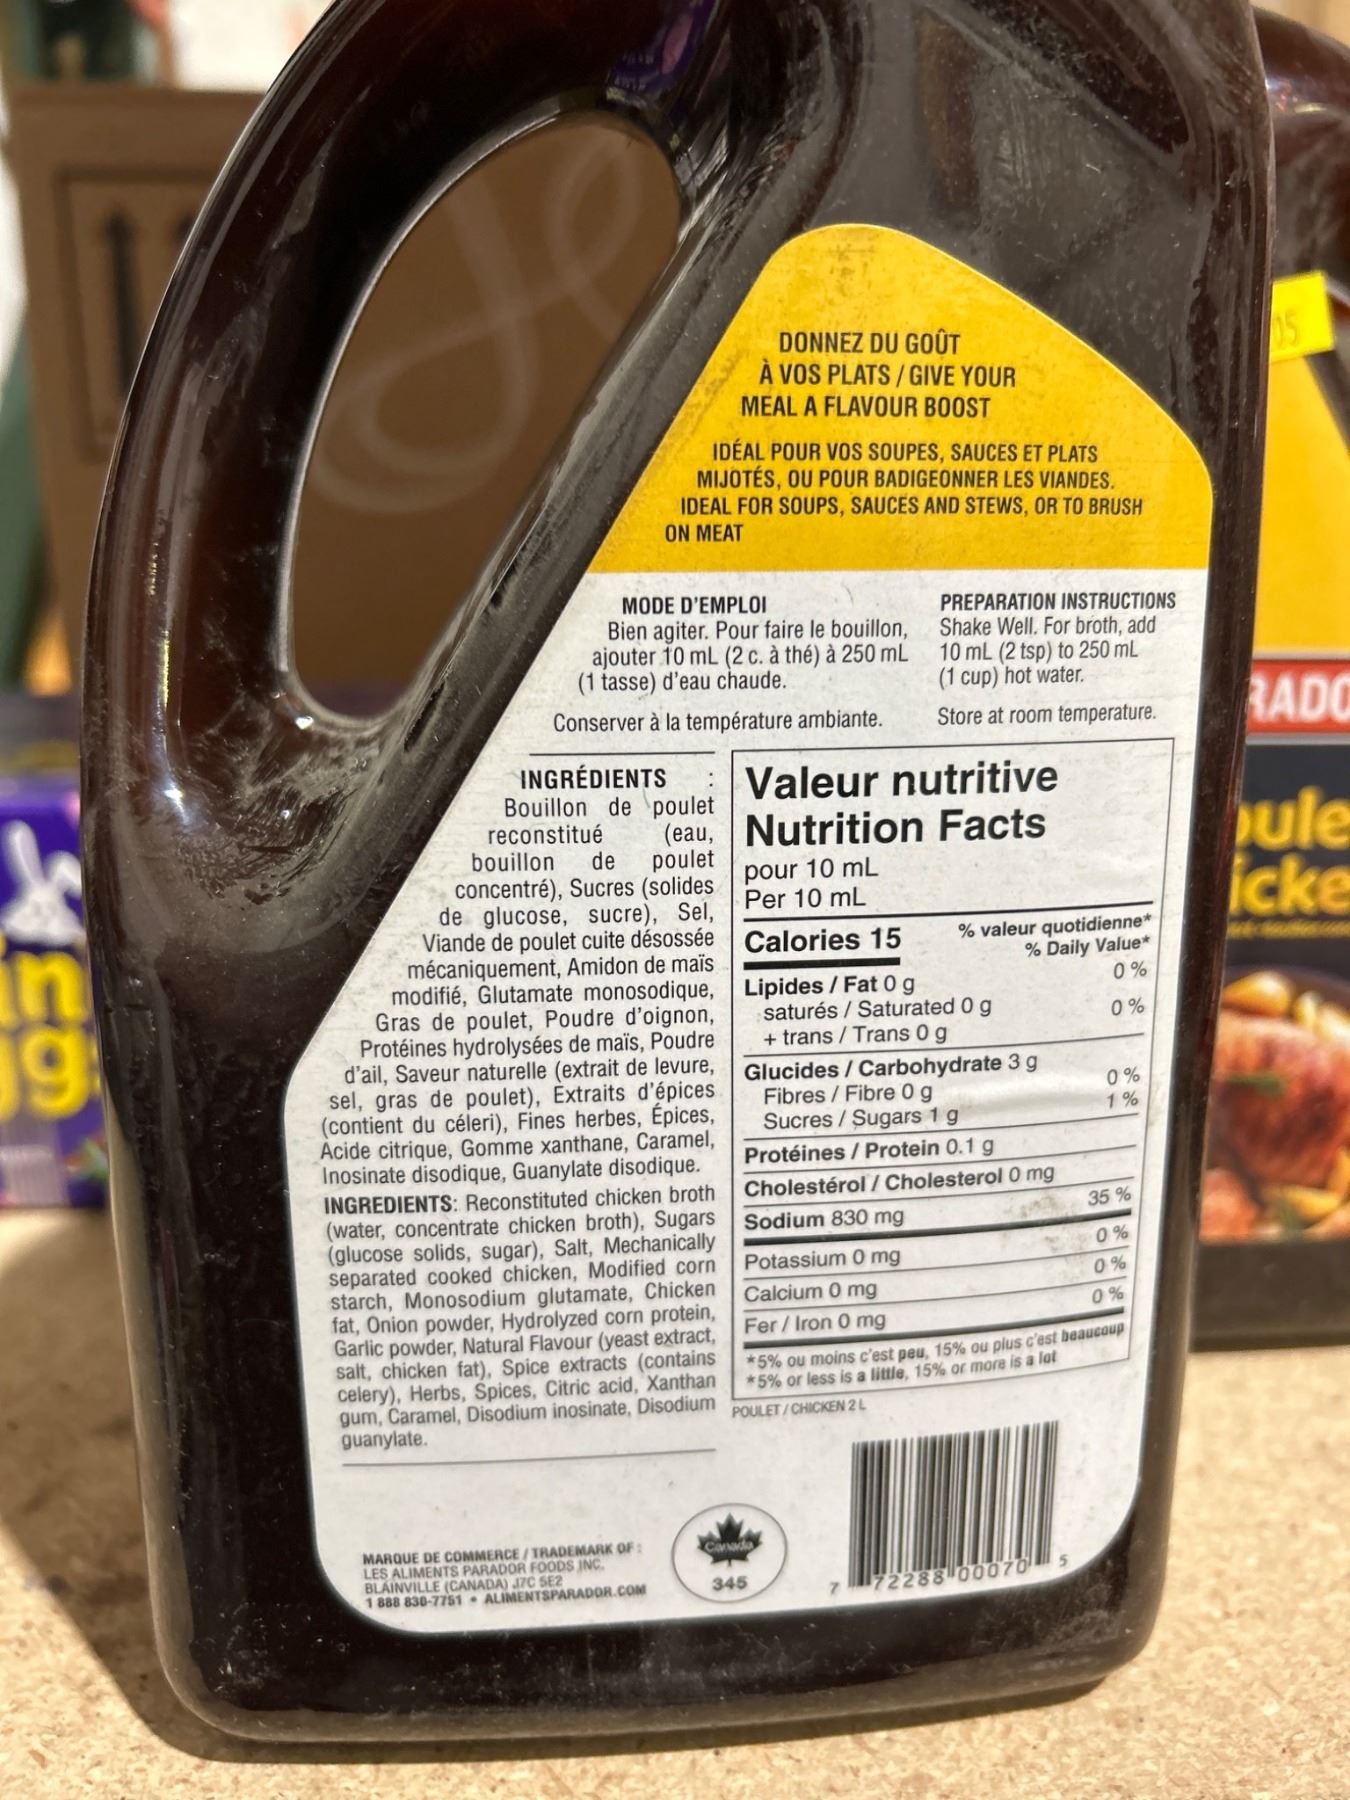 DONNEZ DU GOÛT
À VOS PLATS / GIVE YOUR
MEAL A FLAVOUR BOOST
IDÉAL POUR VOS SOUPES, SAUCES ET PLATS
MIJOTÉS, OU POUR BADIGEONNER LES VIANDES.
IDEAL FOR SOUPS, SAUCES AND STEWS, OR TO BRUSH
ON MEAT
MODE D'EMPLOI
Bien agiter. Pour faire le bouillon,
ajouter 10 mL (2 c. à thé) à 250 mL
(1 tasse) d'eau chaude.
Conserver à la température ambiante.
PREPARATION INSTRUCTIONS
Shake Well. For broth, add
10 mL (2 tsp) to 250 mL
(1 cup) hot water.
Store at room temperature.
INGRÉDIENTS :
Bouillon de poulet
reconstitué (eau,
bouillon de poulet
concentré), Sucres (solides
de glucose, sucre), Sel,
Viande de poulet cuite désossée
mécaniquement, Amidon de maïs
modifié, Glutamate monosodique,
Gras de poulet, Poudre d'oignon,
Protéines hydrolysées de maïs, Poudre
d'ail, Saveur naturelle (extrait de levure,
sel, gras de poulet), Extraits d'épices
(contient du céleri), Fines herbes, Épices,
Acide citrique, Gomme xanthane, Caramel,
Inosinate disodique, Guanylate disodique.
INGREDIENTS: Reconstituted chicken broth
(water, concentrate chicken broth), Sugars
(glucose solids, sugar), Salt, Mechanically
separated cooked chicken, Modified corn
starch, Monosodium glutamate, Chicken
fat, Onion powder, Hydrolyzed corn protein,
Garlic powder, Natural Flavour (yeast extract,
salt, chicken fat), Spice extracts (contains
celery), Herbs, Spices, Citric acid, Xanthan
gum, Caramel, Disodium inosinate, Disodium
guanylate.
Valeur nutritive
Nutrition Facts
pour 10 mL
Per 10 mL
Calories 15
% valeur quotidienne*
% Daily Value*
Lipides / Fat 0 g 0 %
saturés / Saturated 0 g 0 %
+ trans / Trans 0 g
Glucides / Carbohydrate 3 g
Fibres / Fibre 0 g 0 %
Sucres / Sugars 1 g 1 %
Protéines / Protein 0.1 g
Cholestérol / Cholesterol 0 mg
Sodium 830 mg 35 %
Potassium 0 mg 0 %
Calcium 0 mg 0 %
Fer / Iron 0 mg 0 %
*5% ou moins c'est peu, 15% ou plus c'est beaucoup
*5% or less is a little, 15% or more is a lot
POULET / CHICKEN 2 L
MARQUE DE COMMERCE / TRADEMARK OF :
LES ALIMENTS PARADOR FOODS INC.
BLAINVILLE (CANADA) J7C 5E2
1 888 830-7751 • ALIMENTSPARADOR.COM
Canada
345
7 72288 00070 5